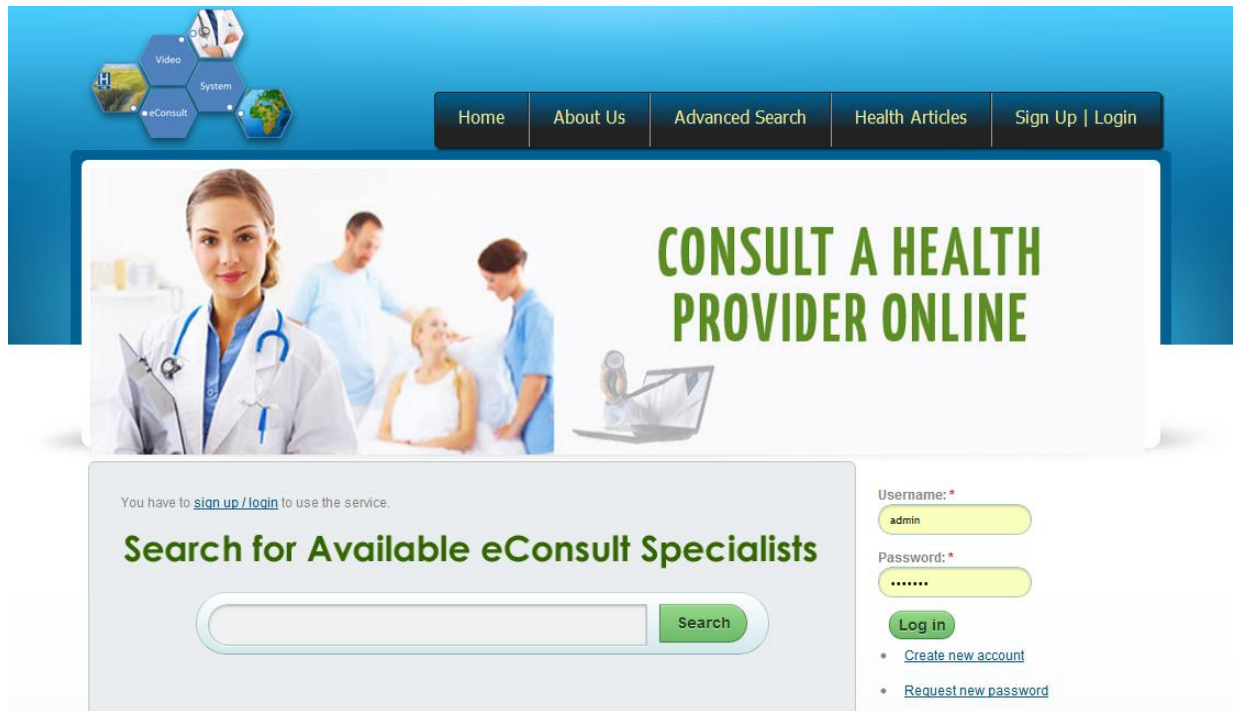 Video
System
H
eConsult
Home About Us Advanced Search Health Articles Sign Up | Login
CONSULT A HEALTH
PROVIDER ONLINE
You have to sign up / login to use the service.
Search for Available eConsult Specialists
Search
Username: *
admin
Password: *
•••••••
Log in
Create new account
Request new password